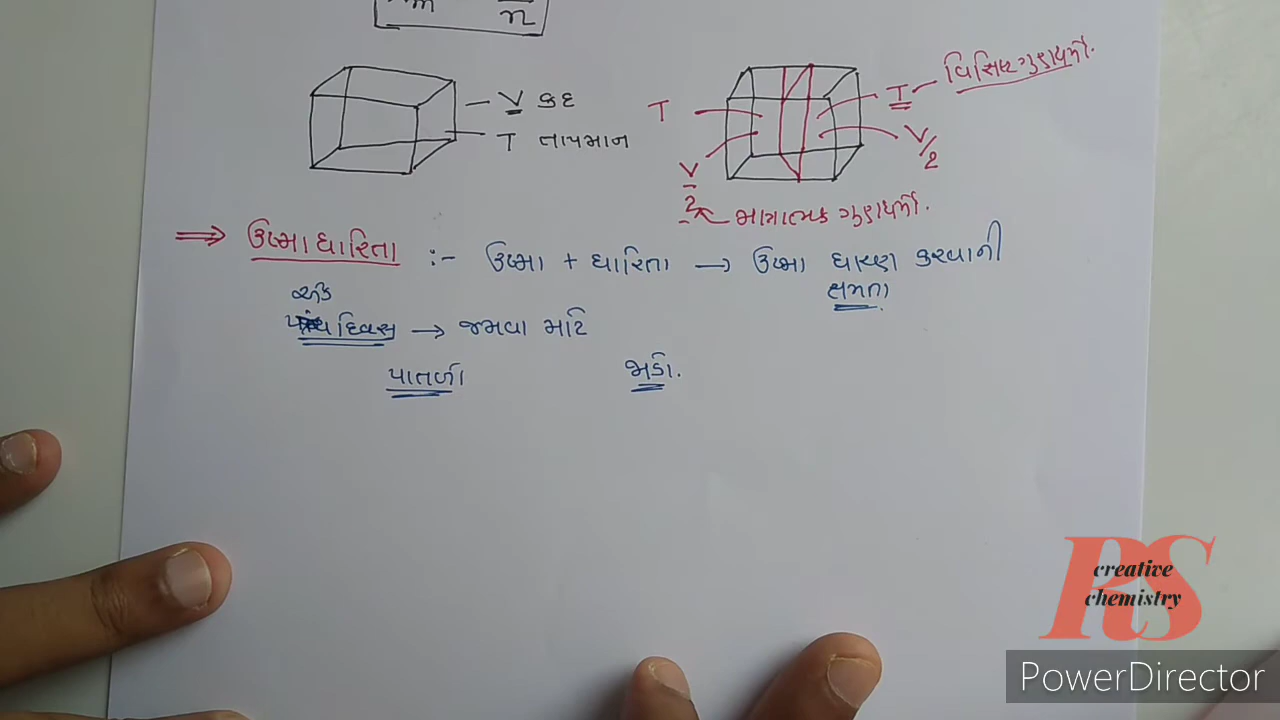 m n
V કદ
T તાપમાન
T
T
વિશિષ્ટ ગુણધર્મો.
V/2
V/2
માત્રાત્મક ગુણધર્મો.
⇒ ઉષ્માધારિતા :- ઉષ્મા + ધારિતા → ઉષ્મા ધારણ કરવાની
ક્ષમતા.
એક
દિવસ → જમવા માટે
પાતળી જાડો.
RS
creative
chemistry
PowerDirector